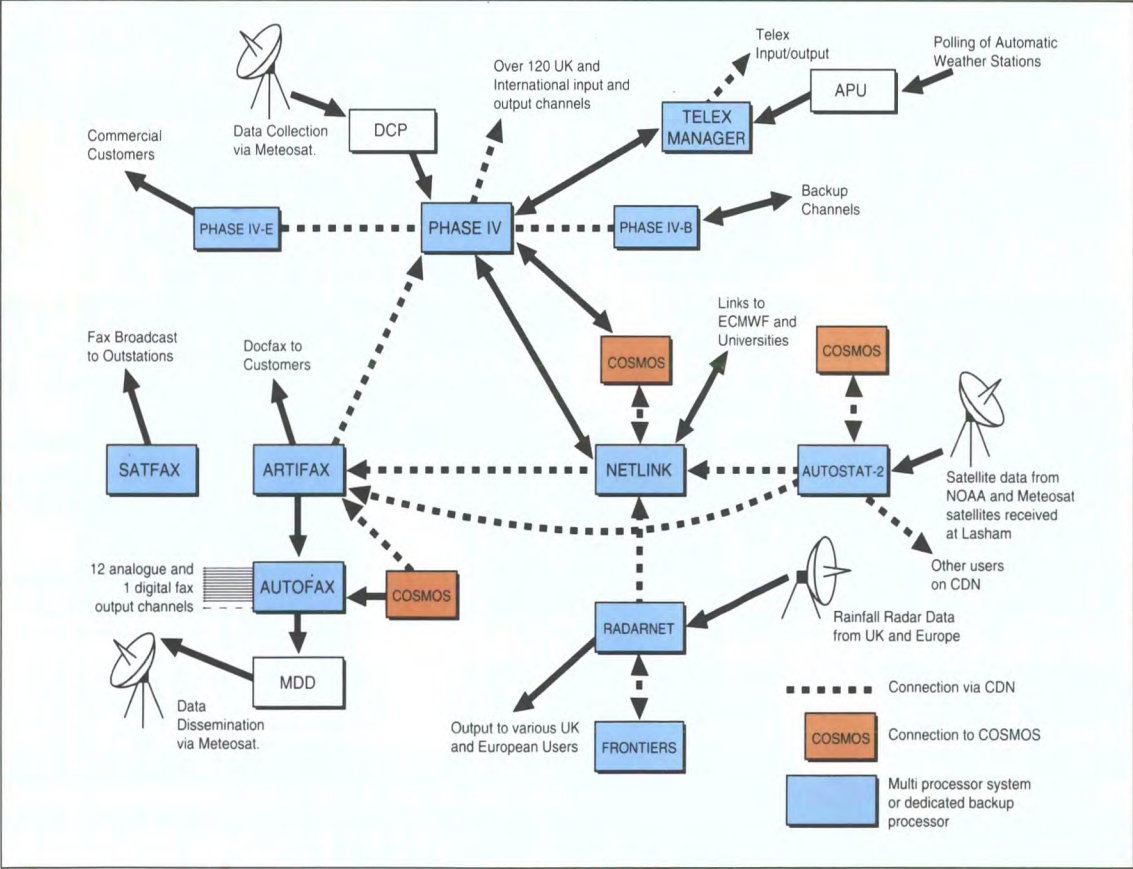 Telex
Input/output
Polling of Automatic
Weather Stations
Over 120 UK and
International input and
output channels
APU
TELEX
MANAGER
Commercial
Customers
Data Collection
via Meteosat.
DCP
Backup
Channels
PHASE IV-E
PHASE IV
PHASE IV-B
Links to
ECMWF and
Universities
Fax Broadcast
to Outstations
Docfax to
Customers
COSMOS
COSMOS
SATFAX
ARTIFAX
NETLINK
AUTOSTAT-2
Satellite data from
NOAA and Meteosat
satellites received
at Lasham
12 analogue and
1 digital fax
output channels
AUTOFAX
COSMOS
Other users
on CDN
RADARNET
Rainfall Radar Data
from UK and Europe
MDD
Data
Dissemination
via Meteosat.
Output to various UK
and European Users
FRONTIERS
Connection via CDN
COSMOS
Connection to COSMOS
Multi processor system
or dedicated backup
processor